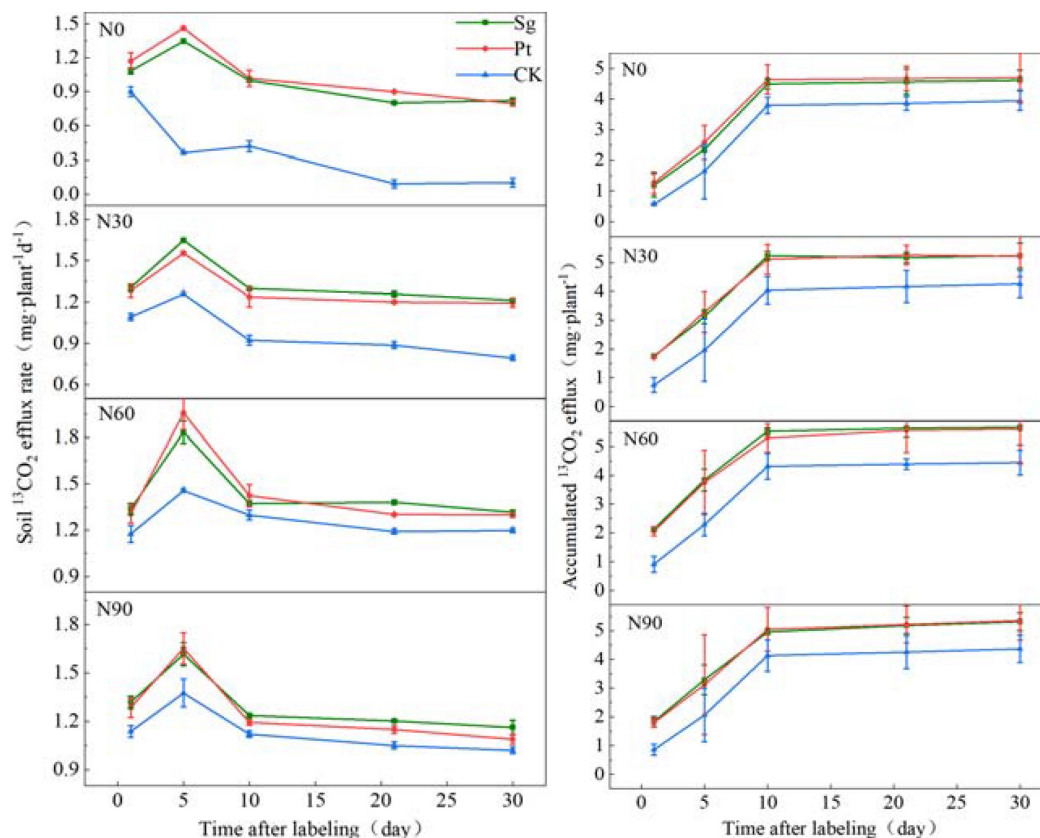 N0
Sg
Pt
CK
1.5
1.2
0.9
0.6
0.3
0.0
N30
1.8
1.5
1.2
0.9
0.6
N60
1.8
1.5
1.2
0.9
N90
1.8
1.5
1.2
0.9
0 5 10 15 20 25 30
Time after labeling（day）
Soil ¹³CO₂ efflux rate（mg·plant⁻¹d⁻¹）
N0
5
4
3
2
1
0
N30
5
4
3
2
1
0
N60
5
4
3
2
1
0
N90
5
4
3
2
1
0
0 5 10 15 20 25 30
Time after labeling（day）
Accumulated ¹³CO₂ efflux（mg·plant⁻¹）